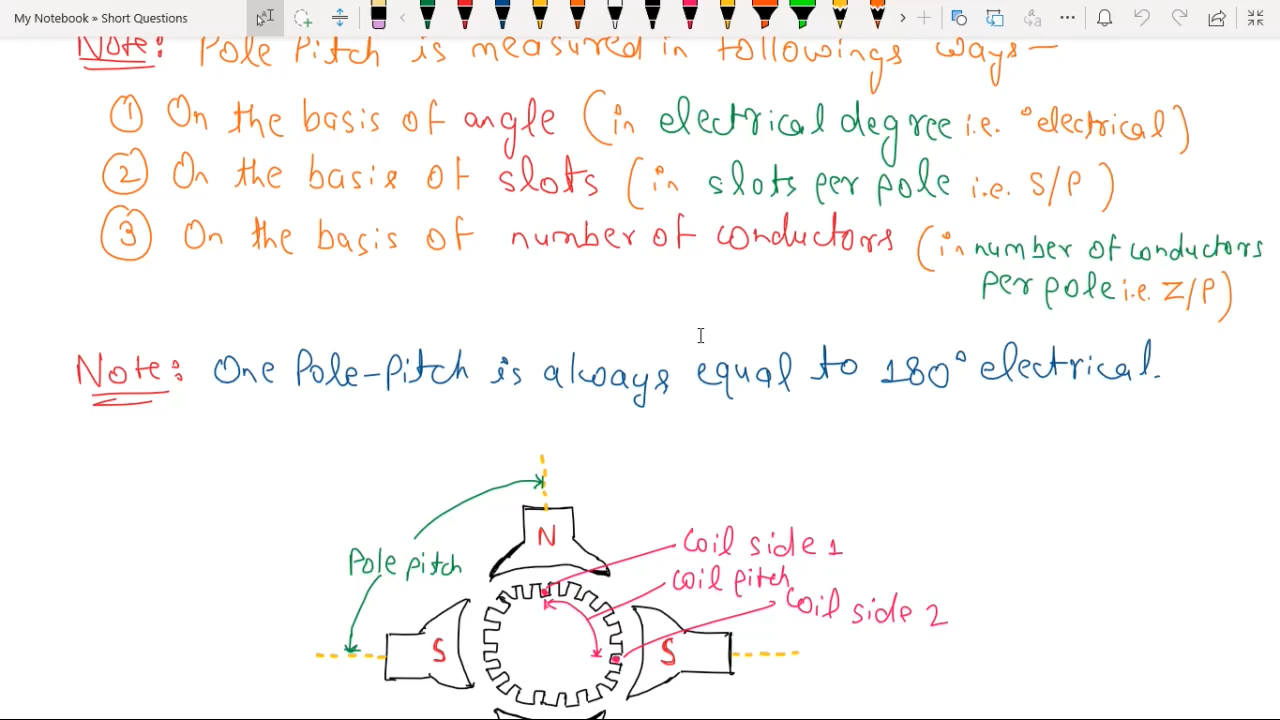 My Notebook » Short Questions
Note: Pole Pitch is measured in followings ways—
① On the basis of angle (in electrical degree i.e. °electrical)
② On the basis of slots (in slots per pole i.e. S/P)
③ On the basis of number of conductors (in number of conductors
per pole i.e. Z/P)
Note: One Pole-Pitch is always equal to 180° electrical.
N
Coil side 1
Pole pitch
coil pitch
Coil side 2
S
S